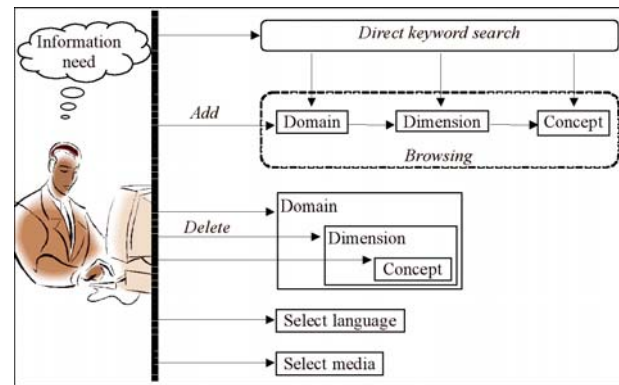 Information
need
Direct keyword search
Add
Domain
Dimension
Concept
Browsing
Delete
Domain
Dimension
Concept
Select language
Select media